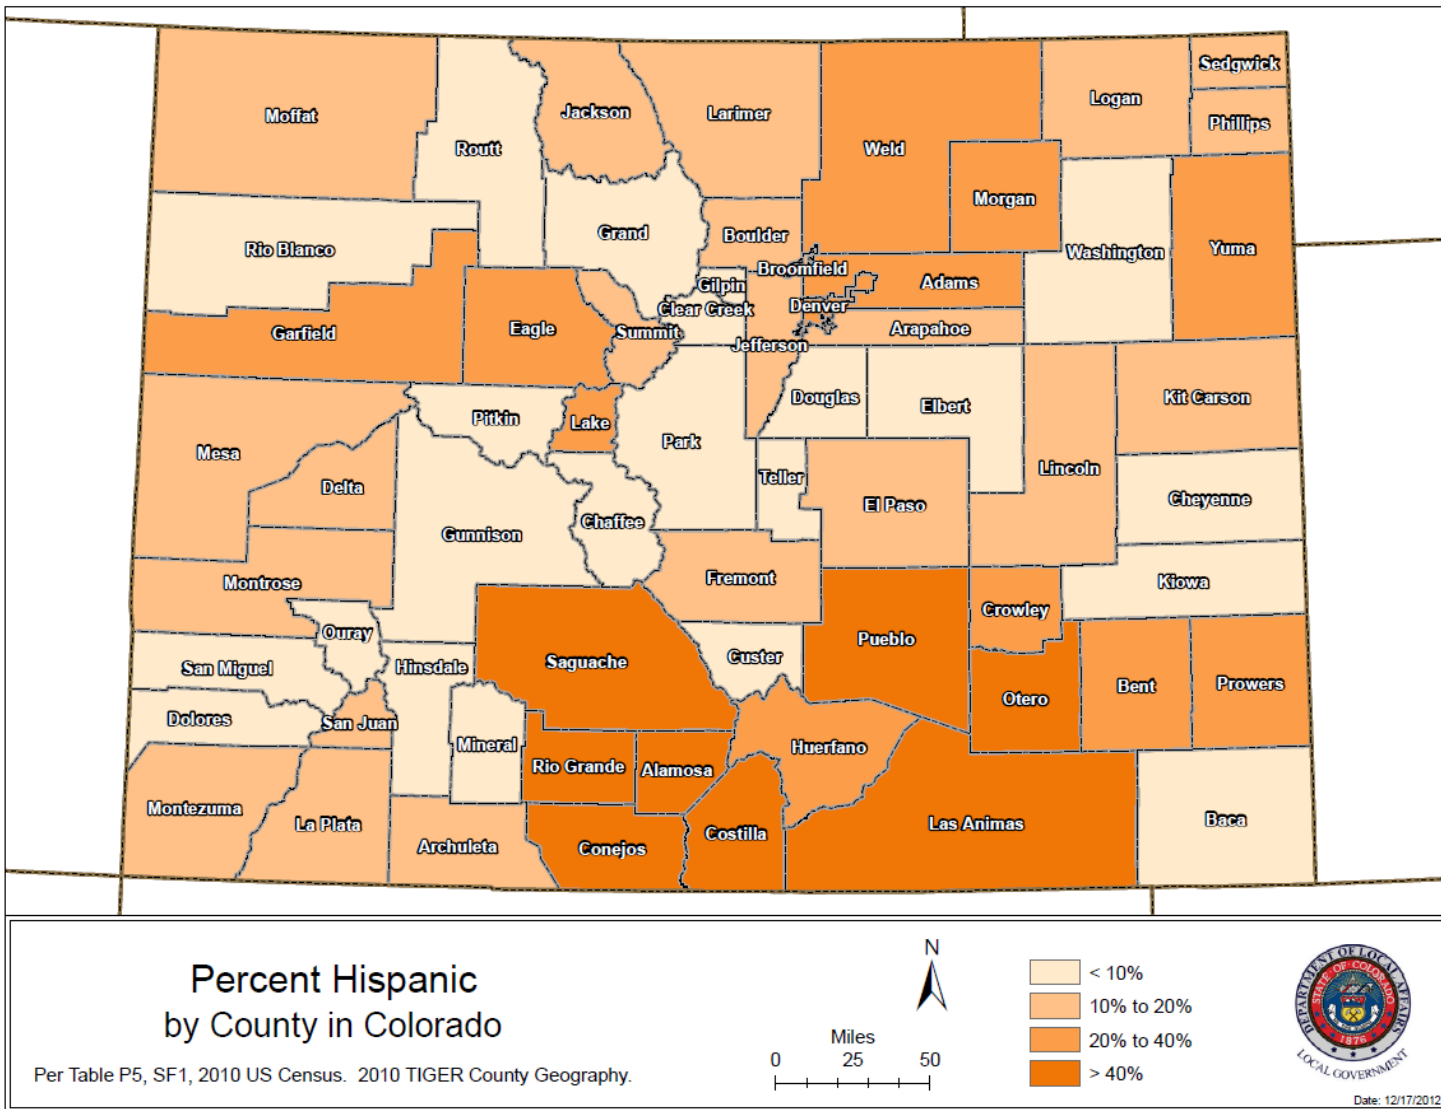 Sedgwick
Logan
Moffat
Jackson
Larimer
Phillips
Routt
Weld
Morgan
Grand
Boulder
Rio Blanco
Washington
Yuma
Broomfield
Gilpin
Adams
Clear Creek
Denver
Garfield
Eagle
Summit
Arapahoe
Jefferson
Douglas
Kit Carson
Elbert
Pitkin
Lake
Park
Mesa
Lincoln
Teller
Delta
Cheyenne
El Paso
Chaffee
Gunnison
Fremont
Montrose
Kiowa
Crowley
Ouray
Pueblo
Custer
Saguache
San Miguel
Hinsdale
Bent
Prowers
Otero
Dolores
San Juan
Mineral
Huerfano
Rio Grande
Alamosa
Montezuma
La Plata
Las Animas
Baca
Costilla
Archuleta
Conejos
Percent Hispanic
by County in Colorado
Per Table P5, SF1, 2010 US Census. 2010 TIGER County Geography.
N
Miles
0 25 50
< 10%
10% to 20%
20% to 40%
> 40%
DEPARTMENT OF LOCAL AFFAIRS
STATE OF COLORADO
1876
LOCAL GOVERNMENT
Date: 12/17/2012